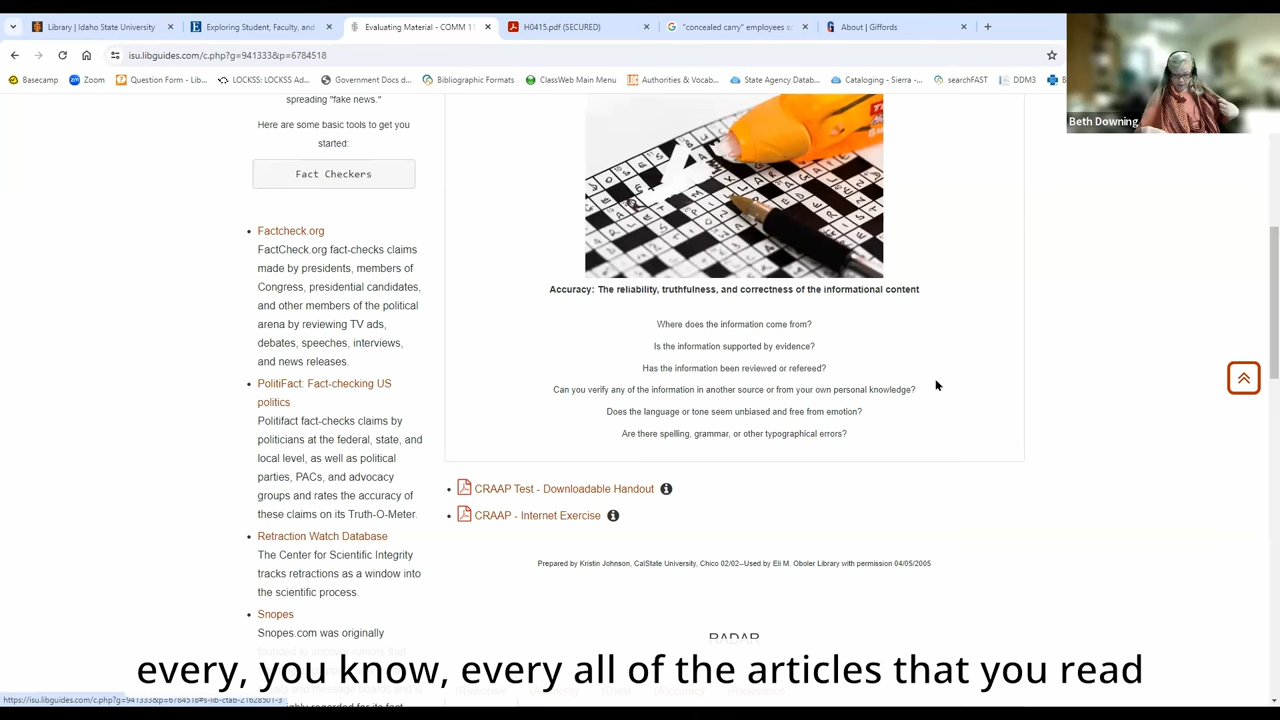 Library | Idaho State University
Exploring Student, Faculty, and
Evaluating Material - COMM 11
H0415.pdf (SECURED)
"concealed carry" employees sc
About | Giffords
isu.libguides.com/c.php?g=941333&p=6784518
Basecamp
Zoom
Question Form - Lib...
LOCKSS: LOCKSS Ad...
Government Docs d...
Bibliographic Formats
ClassWeb Main Menu
Authorities & Vocab...
State Agency Datab...
Cataloging - Sierra -...
searchFAST
DDM3
Beth Downing
spreading "fake news."
Here are some basic tools to get you
started:
Fact Checkers
Factcheck.org
FactCheck.org fact-checks claims
made by presidents, members of
Congress, presidential candidates,
and other members of the political
arena by reviewing TV ads,
debates, speeches, interviews,
and news releases.
PolitiFact: Fact-checking US
politics
Politifact fact-checks claims by
politicians at the federal, state, and
local level, as well as political
parties, PACs, and advocacy
groups and rates the accuracy of
these claims on its Truth-O-Meter.
Retraction Watch Database
The Center for Scientific Integrity
tracks retractions as a window into
the scientific process.
Snopes
Snopes.com was originally
Accuracy: The reliability, truthfulness, and correctness of the informational content
Where does the information come from?
Is the information supported by evidence?
Has the information been reviewed or refereed?
Can you verify any of the information in another source or from your own personal knowledge?
Does the language or tone seem unbiased and free from emotion?
Are there spelling, grammar, or other typographical errors?
CRAAP Test - Downloadable Handout
CRAAP - Internet Exercise
Prepared by Kristin Johnson, CalState University, Chico 02/02--Used by Eli M. Oboler Library with permission 04/05/2005
RADAR
every, you know, every all of the articles that you read
https://isu.libguides.com/c.php?g=941333&p=6784518#s-lib-ctab-21628501-3